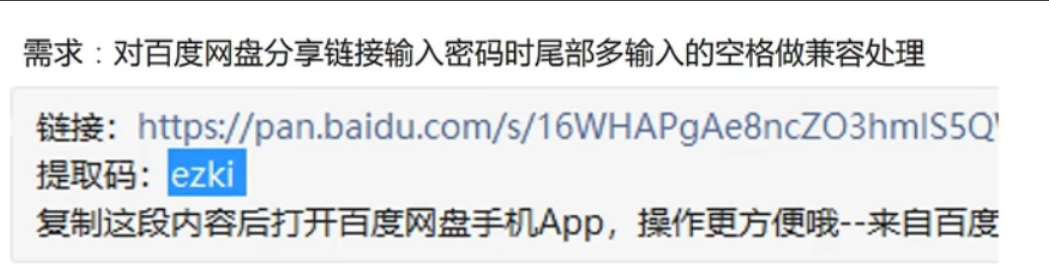 需求：对百度网盘分享链接输入密码时尾部多输入的空格做兼容处理
链接：https://pan.baidu.com/s/16WHAPgAe8ncZO3hmlS5Q
提取码：ezki
复制这段内容后打开百度网盘手机App，操作更方便哦--来自百度